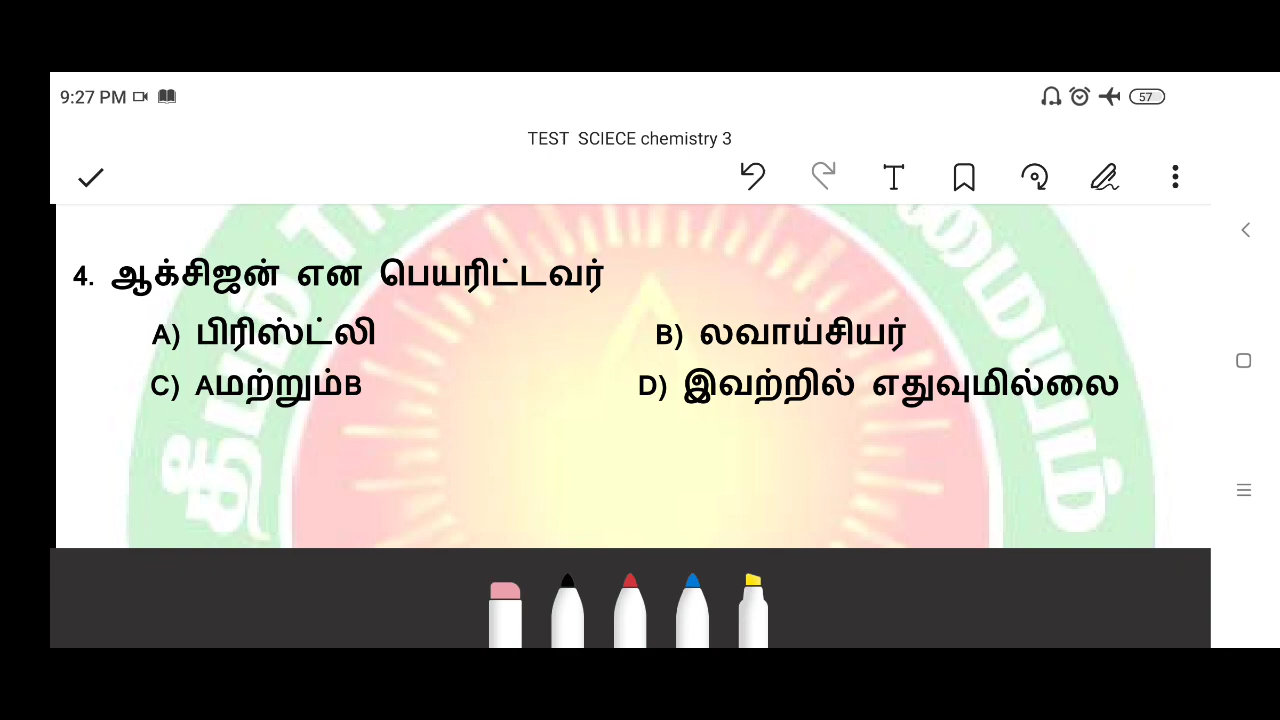 9:27 PM 57
TEST SCIECE chemistry 3
4. ஆக்சிஜன் என பெயரிட்டவர்
A) பிரிஸ்ட்லி B) லவாய்சியர்
C) Aமற்றும்B D) இவற்றில் எதுவுமில்லை